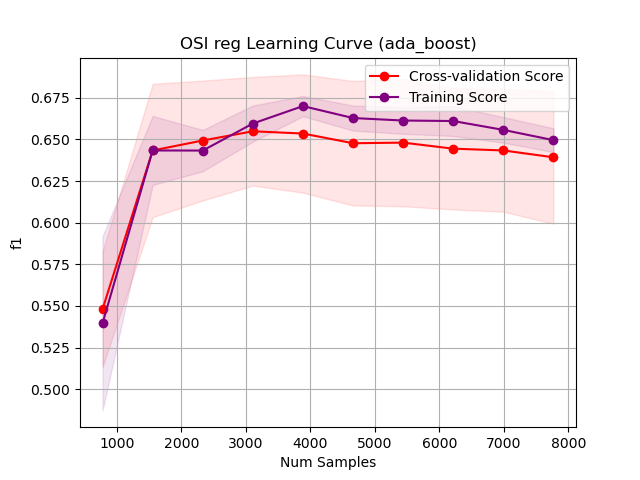 OSI reg Learning Curve (ada_boost)
Cross-validation Score
Training Score
0.675
0.650
0.625
0.600
0.575
0.550
0.525
0.500
f1
1000 2000 3000 4000 5000 6000 7000 8000
Num Samples